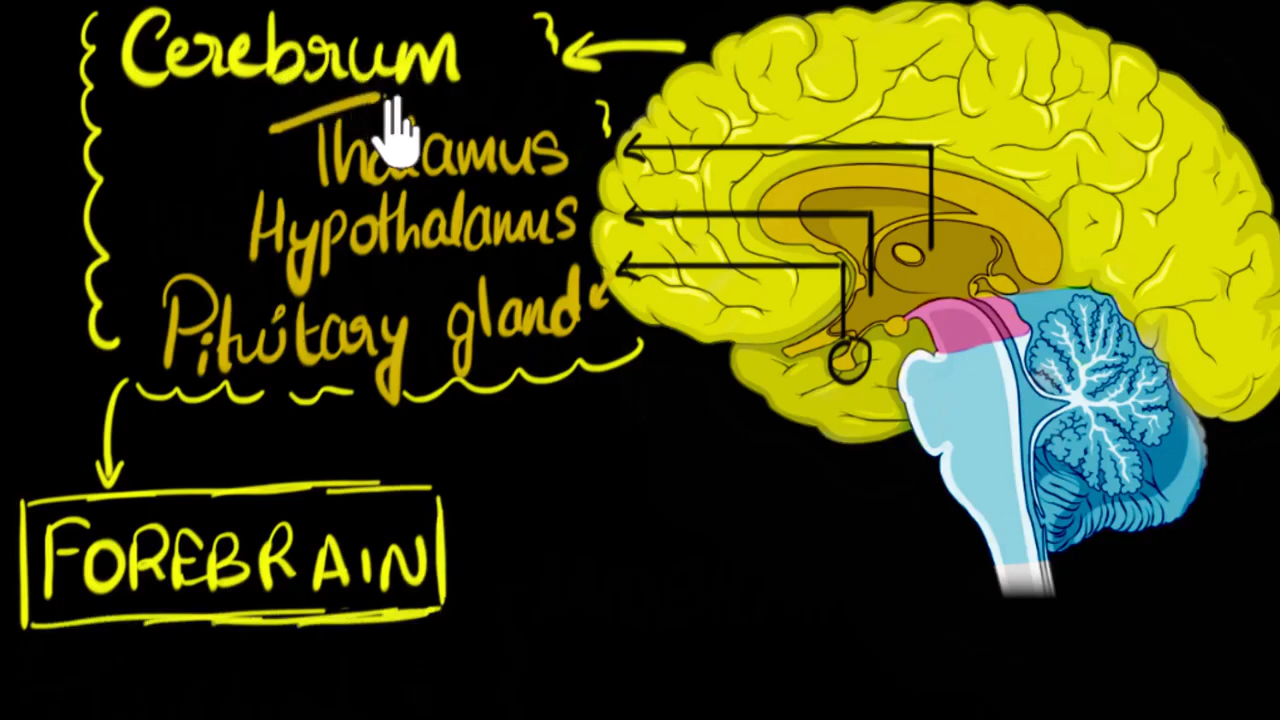 Cerebrum
Thalamus
Hypothalamus
Pituitary gland
FOREBRAIN